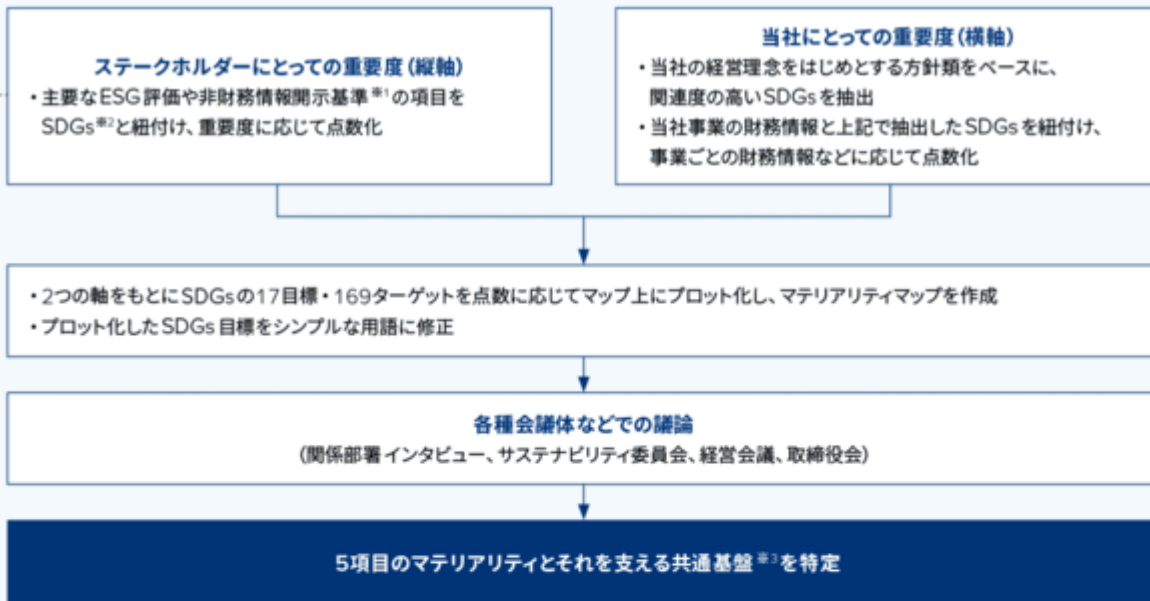 ステークホルダーにとっての重要度(縦軸)
・主要なESG評価や非財務情報開示基準※1の項目を
SDGs※2と紐付け、重要度に応じて点数化
当社にとっての重要度(横軸)
・当社の経営理念をはじめとする方針類をベースに、
関連度の高いSDGsを抽出
・当社事業の財務情報と上記で抽出したSDGsを紐付け、
事業ごとの財務情報などに応じて点数化
・2つの軸をもとにSDGsの17目標・169ターゲットを点数に応じてマップ上にプロット化し、マテリアリティマップを作成
・プロット化したSDGs目標をシンプルな用語に修正
各種会議体などでの議論
(関係部署インタビュー、サステナビリティ委員会、経営会議、取締役会)
5項目のマテリアリティとそれを支える共通基盤※3を特定